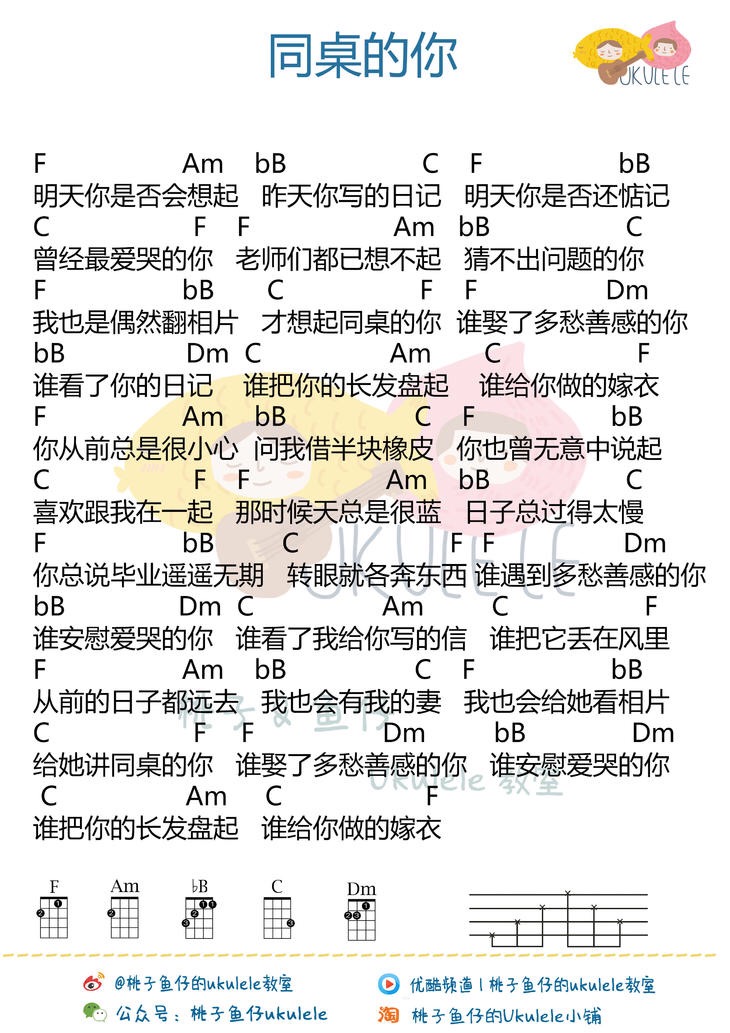 同桌的你
UKULELE
F Am bB C F bB
明天你是否会想起 昨天你写的日记 明天你是否还惦记
C F F Am bB C
曾经最爱哭的你 老师们都已想不起 猜不出问题的你
F bB C F F Dm
我也是偶然翻相片 才想起同桌的你 谁娶了多愁善感的你
bB Dm C Am C F
谁看了你的日记 谁把你的长发盘起 谁给你做的嫁衣
F Am bB C F bB
你从前总是很小心 问我借半块橡皮 你也曾无意中说起
C F F Am bB C
喜欢跟我在一起 那时候天总是很蓝 日子总过得太慢
F bB C F F Dm
你总说毕业遥遥无期 转眼就各奔东西 谁遇到多愁善感的你
UKULELE
bB Dm C Am C F
谁安慰爱哭的你 谁看了我给你写的信 谁把它丢在风里
F Am bB C F bB
从前的日子都远去 我也会有我的妻 我也会给她看相片
桃子&鱼仔
C F F Dm bB Dm
给她讲同桌的你 谁娶了多愁善感的你 谁安慰爱哭的你
Ukulele 教室
C Am C F
谁把你的长发盘起 谁给你做的嫁衣
F Am ♭B C Dm
2 1 2 3 2 1 1 3 2 3 1
@桃子鱼仔的ukulele教室 优酷频道 | 桃子鱼仔的ukulele教室
公众号：桃子鱼仔ukulele 淘 桃子鱼仔的Ukulele小铺